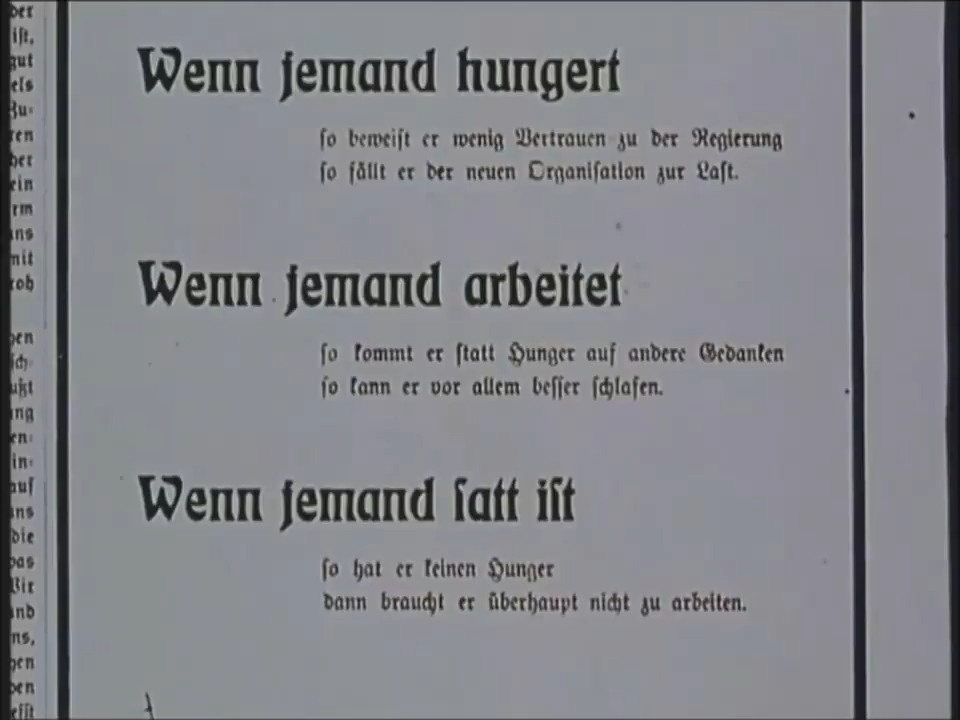 Wenn jemand hungert
ſo beweiſt er wenig Vertrauen zu der Regierung
ſo fällt er der neuen Organiſation zur Laſt.
Wenn jemand arbeitet
ſo kommt er ſtatt Hunger auf andere Gedanken
ſo kann er vor allem beſſer ſchlafen.
Wenn jemand ſatt iſt
ſo hat er keinen Hunger
dann braucht er überhaupt nicht zu arbeiten.